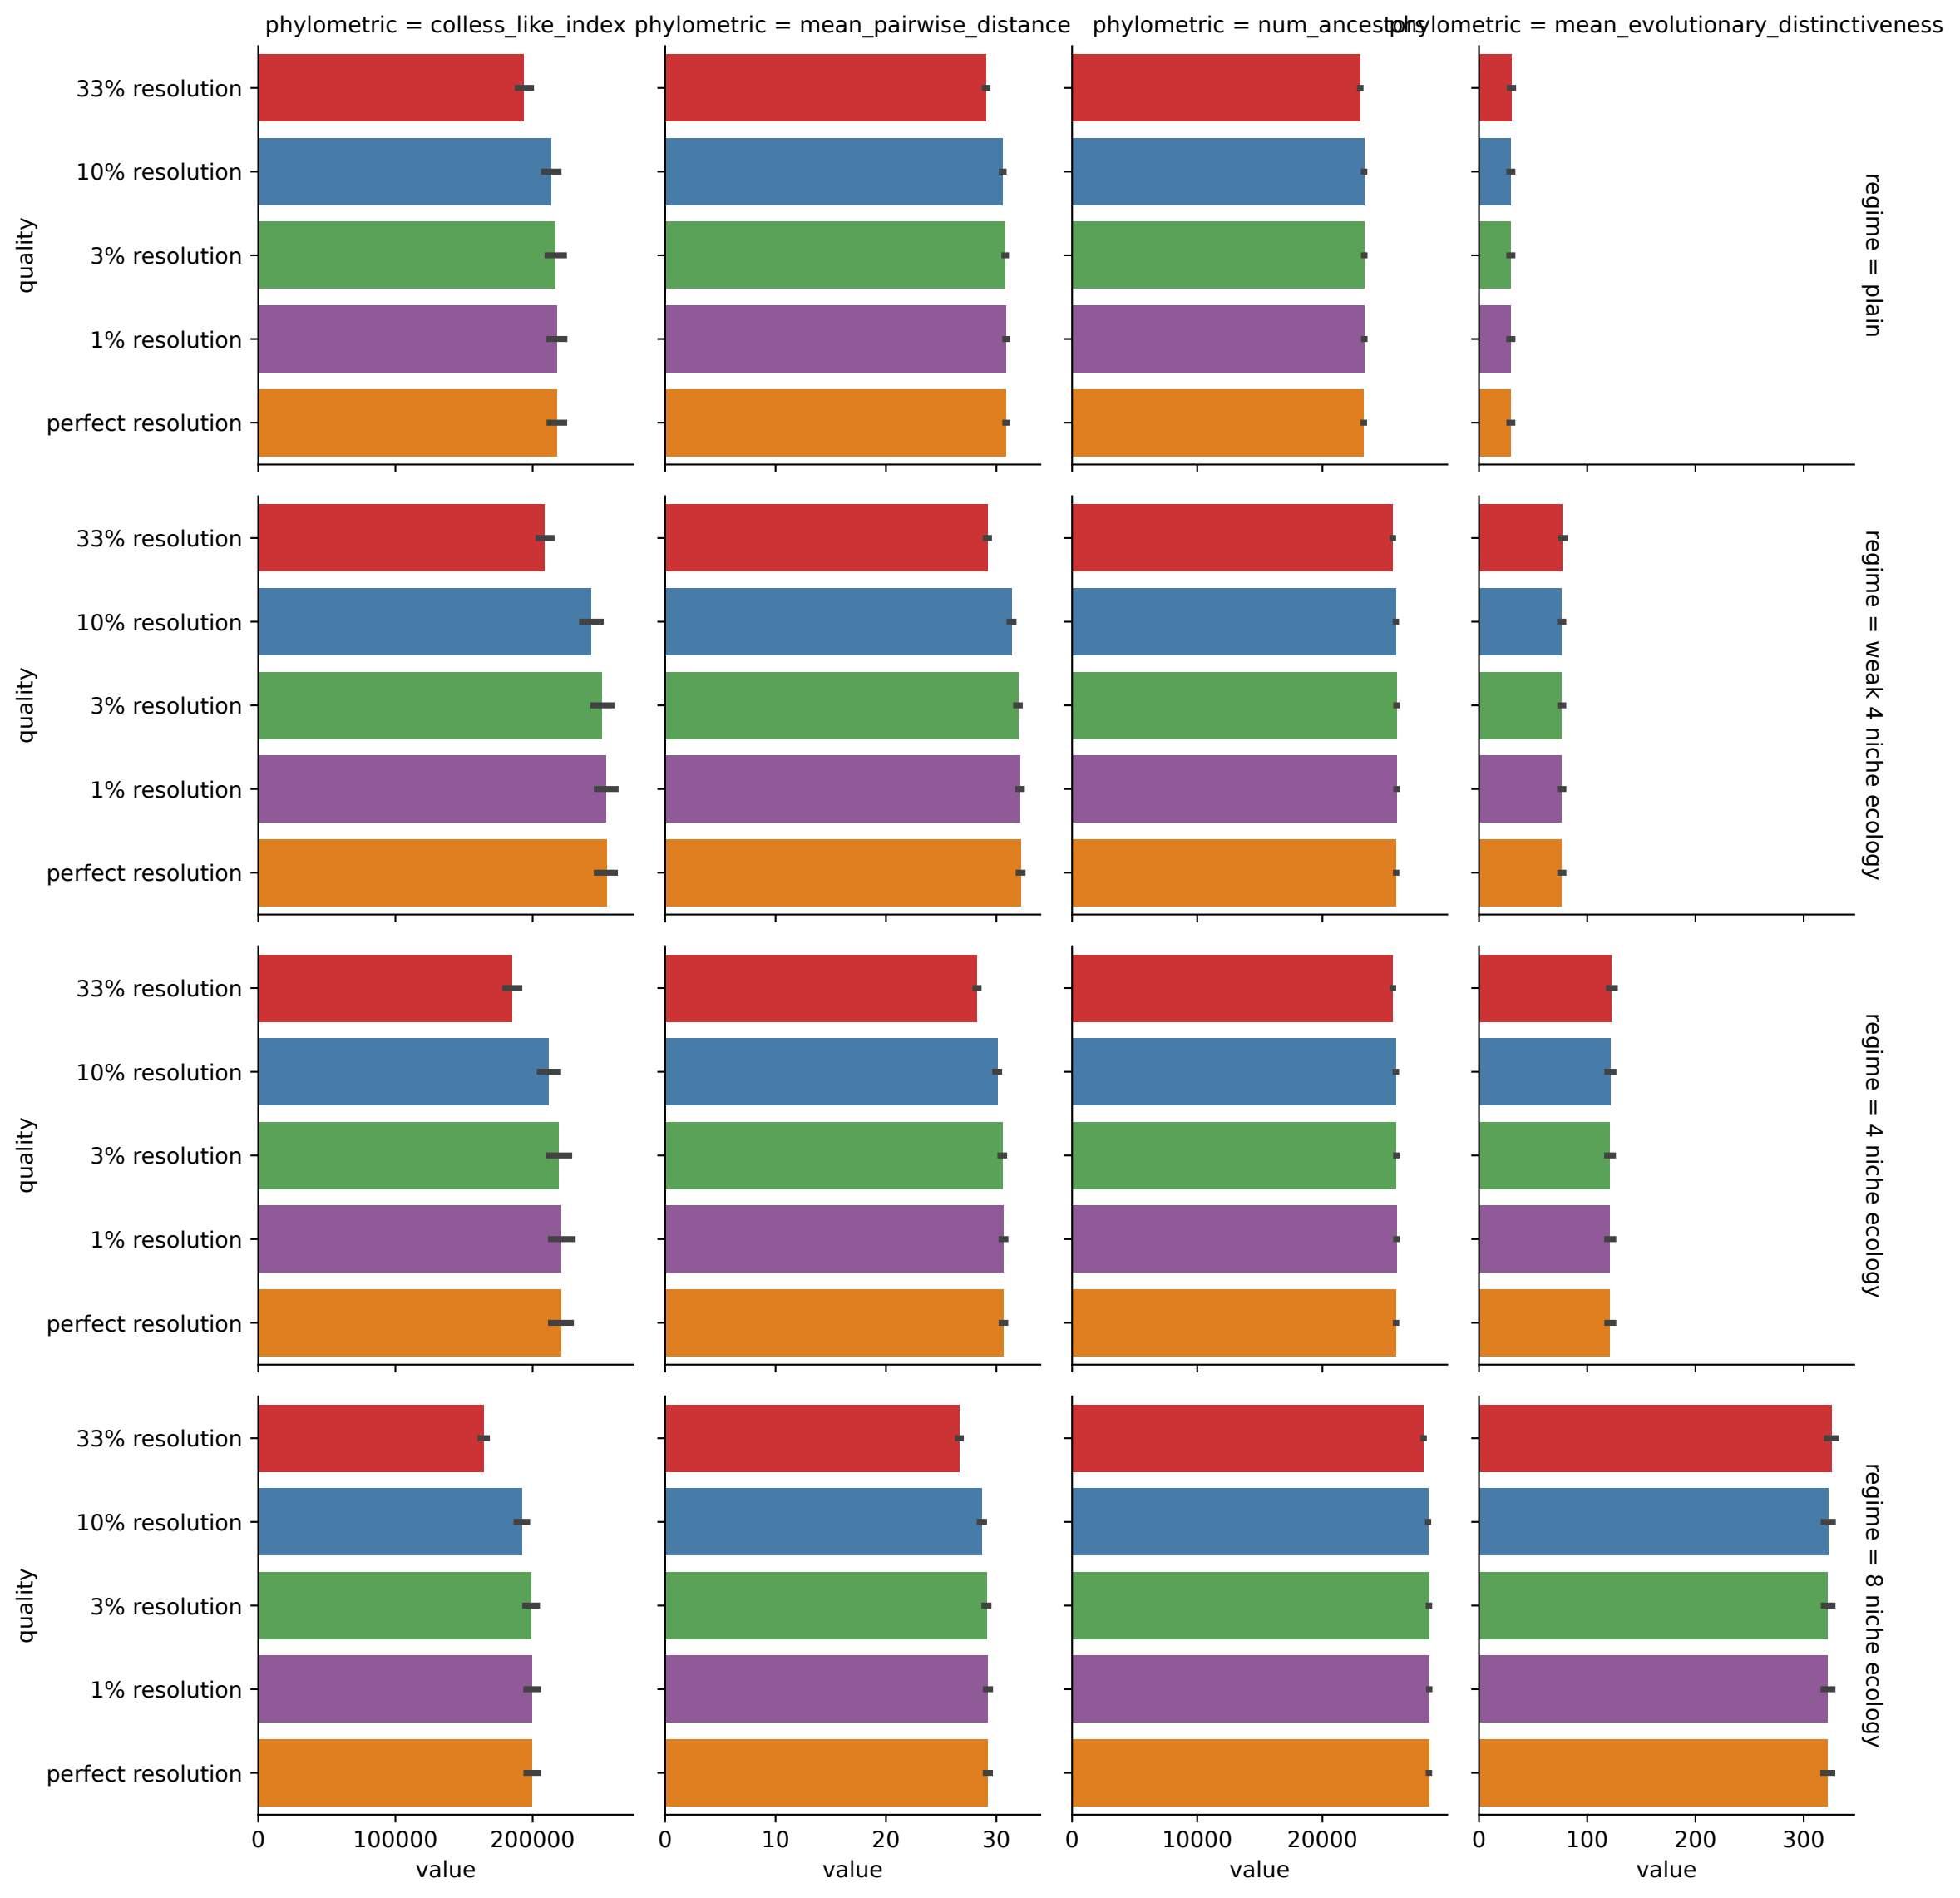 phylometric = colless_like_index
phylometric = mean_pairwise_distance
phylometric = num_ancestors
phylometric = mean_evolutionary_distinctiveness
quality
33% resolution
10% resolution
3% resolution
1% resolution
perfect resolution
regime = plain
quality
33% resolution
10% resolution
3% resolution
1% resolution
perfect resolution
regime = weak 4 niche ecology
quality
33% resolution
10% resolution
3% resolution
1% resolution
perfect resolution
regime = 4 niche ecology
quality
33% resolution
10% resolution
3% resolution
1% resolution
perfect resolution
regime = 8 niche ecology
0 100000 200000
value
0 10 20 30
value
0 10000 20000
value
0 100 200 300
value